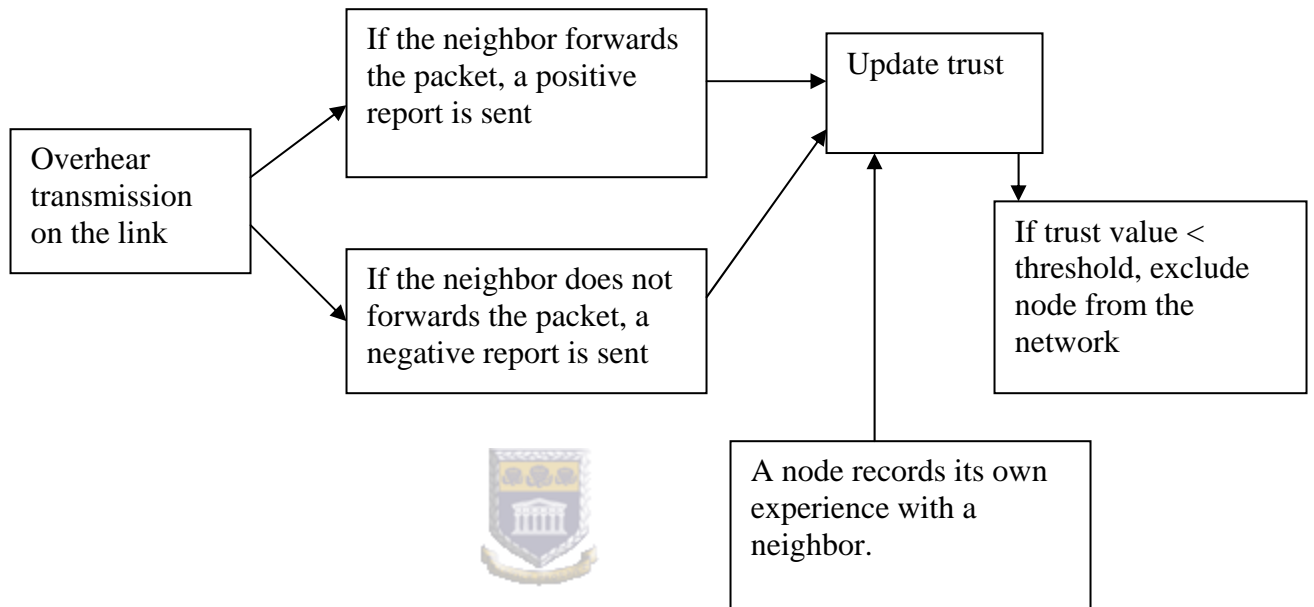 If the neighbor forwards
the packet, a positive
report is sent
Update trust
Overhear
transmission
on the link
If trust value <
threshold, exclude
node from the
network
If the neighbor does not
forwards the packet, a
negative report is sent
A node records its own
experience with a
neighbor.